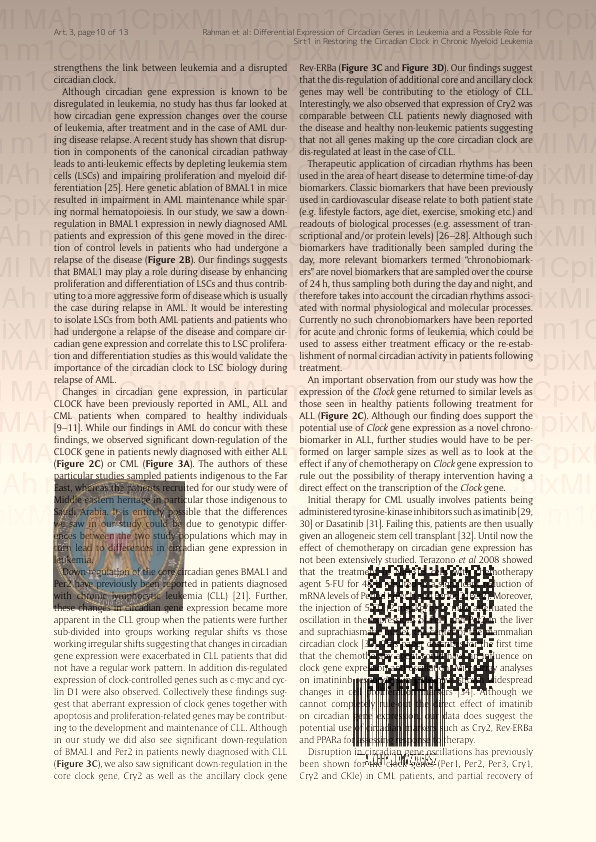 Art. 3, page 10 of 13
Rahman et al: Differential Expression of Circadian Genes in Leukemia and a Possible Role for
Sirt1 in Restoring the Circadian Clock in Chronic Myeloid Leukemia
strengthens the link between leukemia and a disrupted
circadian clock.
Although circadian gene expression is known to be
disregulated in leukemia, no study has thus far looked at
how circadian gene expression changes over the course
of leukemia, after treatment and in the case of AML dur-
ing disease relapse. A recent study has shown that disrup-
tion in components of the canonical circadian pathway
leads to anti-leukemic effects by depleting leukemia stem
cells (LSCs) and impairing proliferation and myeloid dif-
ferentiation [25]. Here genetic ablation of BMAL1 in mice
resulted in impairment in AML maintenance while spar-
ing normal hematopoiesis. In our study, we saw a down-
regulation in BMAL1 expression in newly diagnosed AML
patients and expression of this gene moved in the direc-
tion of control levels in patients who had undergone a
relapse of the disease (Figure 2B). Our findings suggests
that BMAL1 may play a role during disease by enhancing
proliferation and differentiation of LSCs and thus contrib-
uting to a more aggressive form of disease which is usually
the case during relapse in AML. It would be interesting
to isolate LSCs from both AML patients and patients who
had undergone a relapse of the disease and compare cir-
cadian gene expression and correlate this to LSC prolifera-
tion and differentiation studies as this would validate the
importance of the circadian clock to LSC biology during
relapse of AML.
Changes in circadian gene expression, in particular
CLOCK have been previously reported in AML, ALL and
CML patients when compared to healthy individuals
[9–11]. While our findings in AML do concur with these
findings, we observed significant down-regulation of the
CLOCK gene in patients newly diagnosed with either ALL
(Figure 2C) or CML (Figure 3A). The authors of these
particular studies sampled patients indigenous to the Far
East, whereas the patients recruited for our study were of
Middle eastern heritage in particular those indigenous to
Saudi Arabia. It is entirely possible that the differences
we saw in our study could be due to genotypic differ-
ences between the two study populations which may in
turn lead to differences in circadian gene expression in
leukemia.
Down-regulation of the core circadian genes BMAL1 and
Per2 have previously been reported in patients diagnosed
with chronic lymphocytic leukemia (CLL) [21]. Further,
these changes in circadian gene expression became more
apparent in the CLL group when the patients were further
sub-divided into groups working regular shifts vs those
working irregular shifts suggesting that changes in circadian
gene expression were exacerbated in CLL patients that did
not have a regular work pattern. In addition dis-regulated
expression of clock-controlled genes such as c-myc and cyc-
lin D1 were also observed. Collectively these findings sug-
gest that aberrant expression of clock genes together with
apoptosis and proliferation-related genes may be contribut-
ing to the development and maintenance of CLL. Although
in our study we did also see significant down-regulation
of BMAL1 and Per2 in patients newly diagnosed with CLL
(Figure 3C), we also saw significant down-regulation in the
core clock gene, Cry2 as well as the ancillary clock gene
Rev-ERBa (Figure 3C and Figure 3D). Our findings suggest
that the dis-regulation of additional core and ancillary clock
genes may well be contributing to the etiology of CLL.
Interestingly, we also observed that expression of Cry2 was
comparable between CLL patients newly diagnosed with
the disease and healthy non-leukemic patients suggesting
that not all genes making up the core circadian clock are
dis-regulated at least in the case of CLL.
Therapeutic application of circadian rhythms has been
used in the area of heart disease to determine time-of-day
biomarkers. Classic biomarkers that have been previously
used in cardiovascular disease relate to both patient state
(e.g. lifestyle factors, age diet, exercise, smoking etc.) and
readouts of biological processes (e.g. assessment of tran-
scriptional and/or protein levels) [26–28]. Although such
biomarkers have traditionally been sampled during the
day, more relevant biomarkers termed "chronobiomark-
ers" are novel biomarkers that are sampled over the course
of 24 h, thus sampling both during the day and night, and
therefore takes into account the circadian rhythms associ-
ated with normal physiological and molecular processes.
Currently no such chronobiomarkers have been reported
for acute and chronic forms of leukemia, which could be
used to assess either treatment efficacy or the re-estab-
lishment of normal circadian activity in patients following
treatment.
An important observation from our study was how the
expression of the Clock gene returned to similar levels as
those seen in healthy patients following treatment for
ALL (Figure 2C). Although our finding does support the
potential use of Clock gene expression as a novel chrono-
biomarker in ALL, further studies would have to be per-
formed on larger sample sizes as well as to look at the
effect if any of chemotherapy on Clock gene expression to
rule out the possibility of therapy intervention having a
direct effect on the transcription of the Clock gene.
Initial therapy for CML usually involves patients being
administered tyrosine-kinase inhibitors such as imatinib [29,
30] or Dasatinib [31]. Failing this, patients are then usually
given an allogeneic stem cell transplant [32]. Until now the
effect of chemotherapy on circadian gene expression has
not been extensively studied. Terazono et al 2008 showed
that the treatment
agent 5-FU for
mRNA levels of Moreover,
the injection of
oscillation in the the liver
and suprachiasm
circadian clock first time
that the chemoth on
clock gene analyses
on imatinib widespread
changes in cell [34]. Although we
cannot completely rule out the direct effect of imatinib
on circadian gene expression, our data does suggest the
potential use of circadian markers such as Cry2, Rev-ERBa
and PPARa for therapy.
Disruption in circadian gene oscillations has previously
been shown for the clock genes (Per1, Per2, Per3, Cry1,
Cry2 and CKIe) in CML patients, and partial recovery of